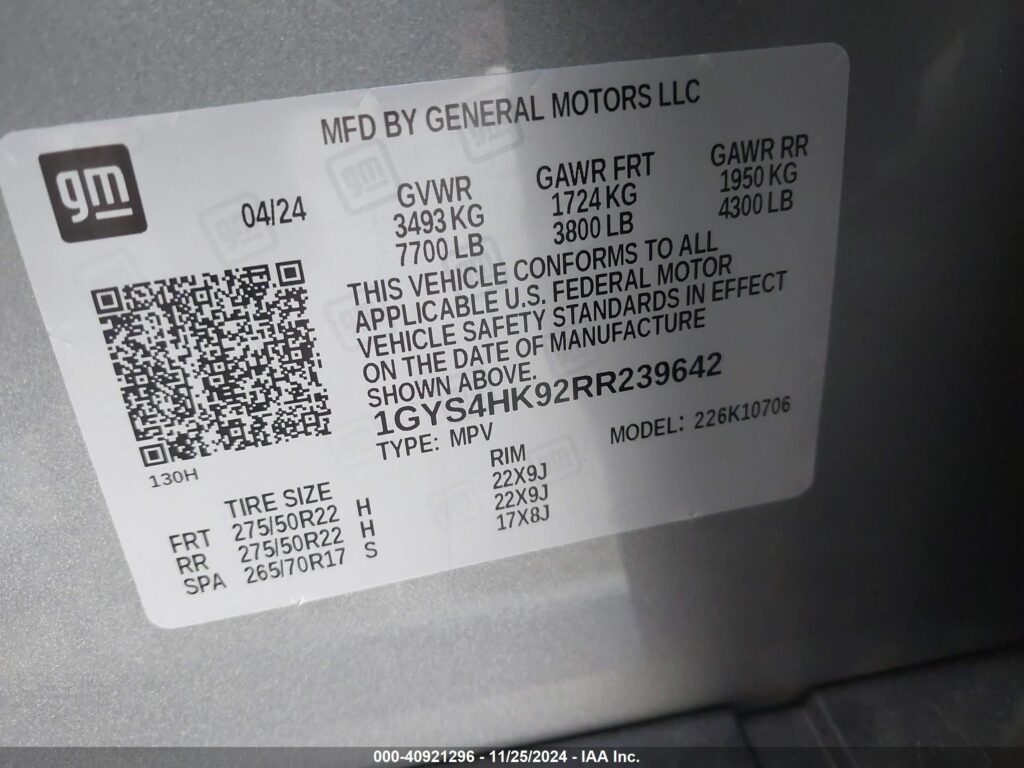 MFD BY GENERAL MOTORS LLC
gm
04/24
GVWR GAWR FRT GAWR RR
3493 KG 1724 KG 1950 KG
7700 LB 3800 LB 4300 LB
THIS VEHICLE CONFORMS TO ALL
APPLICABLE U.S. FEDERAL MOTOR
VEHICLE SAFETY STANDARDS IN EFFECT
ON THE DATE OF MANUFACTURE
SHOWN ABOVE.
1GYS4HK92RR239642
TYPE: MPV MODEL: 226K10706
130H
TIRE SIZE RIM
FRT 275/50R22 H 22X9J
RR 275/50R22 H 22X9J
SPA 265/70R17 S 17X8J
000-40921296 - 11/25/2024 - IAA Inc.